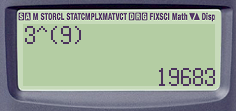 S A M STORCL STATCMPLXMATVCT D R G FIXSCI Math ▼▲ Disp
3^(9)
19683